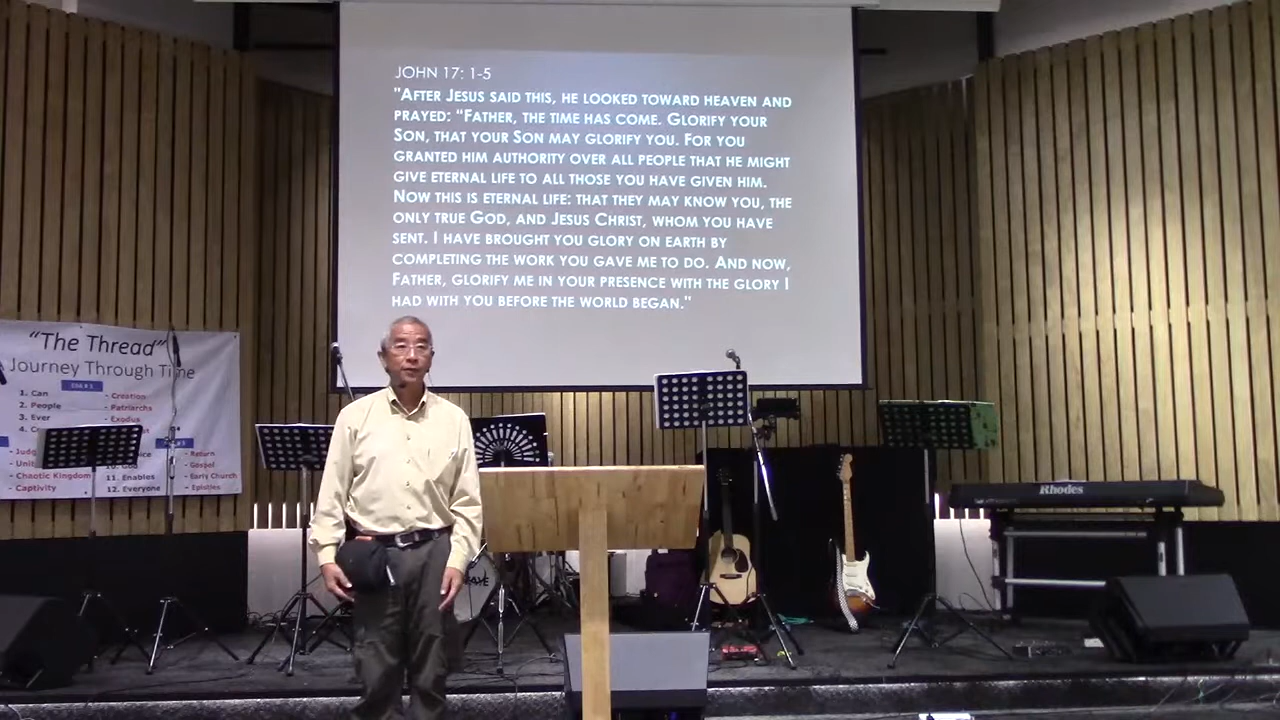 JOHN 17: 1-5
"AFTER JESUS SAID THIS, HE LOOKED TOWARD HEAVEN AND
PRAYED: "FATHER, THE TIME HAS COME. GLORIFY YOUR
SON, THAT YOUR SON MAY GLORIFY YOU. FOR YOU
GRANTED HIM AUTHORITY OVER ALL PEOPLE THAT HE MIGHT
GIVE ETERNAL LIFE TO ALL THOSE YOU HAVE GIVEN HIM.
NOW THIS IS ETERNAL LIFE: THAT THEY MAY KNOW YOU, THE
ONLY TRUE GOD, AND JESUS CHRIST, WHOM YOU HAVE
SENT. I HAVE BROUGHT YOU GLORY ON EARTH BY
COMPLETING THE WORK YOU GAVE ME TO DO. AND NOW,
FATHER, GLORIFY ME IN YOUR PRESENCE WITH THE GLORY I
HAD WITH YOU BEFORE THE WORLD BEGAN."
"The Thread"
Journey Through Time
1. Can - Creation
2. People - Patriarchs
3. Ever - Exodus
4.
- Return
- Gospel
- Chaotic Kingdom 11. Enables - Early Church
- Captivity 12. Everyone - Epistles
Rhodes